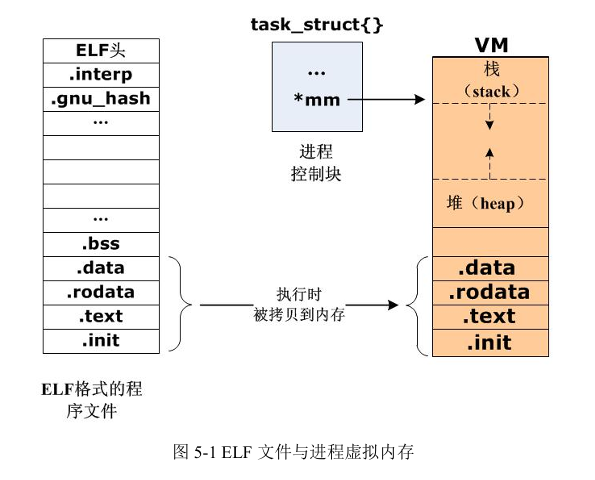 ELF头
.interp
.gnu_hash
...
...
.bss
.data
.rodata
.text
.init
ELF格式的程
序文件
task_struct{}
...
*mm
进程
控制块
执行时
被拷贝到内存
VM
栈
（stack）
堆（heap）
.data
.rodata
.text
.init
图 5-1 ELF 文件与进程虚拟内存